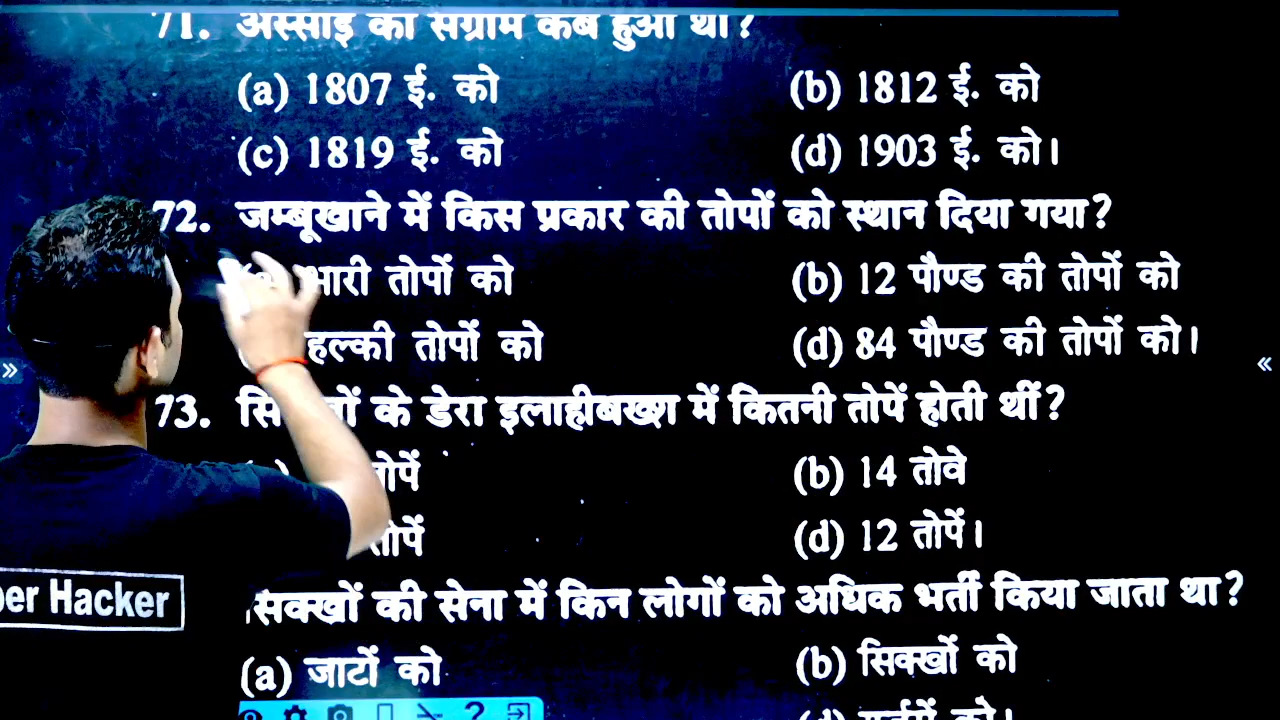 71. अस्साई का संग्राम कब हुआ था?
(a) 1807 ई. को (b) 1812 ई. को
(c) 1819 ई. को (d) 1903 ई. को।
72. जम्बूखाने में किस प्रकार की तोपों को स्थान दिया गया?
भारी तोपों को (b) 12 पौण्ड की तोपों को
हल्की तोपों को (d) 84 पौण्ड की तोपों को।
73. के डेरा इलाहीबख्श में कितनी तोपें होती थीं?
तोपें (b) 14 तोवे
तोपें (d) 12 तोपें।
Hacker
सिक्खों की सेना में किन लोगों को अधिक भर्ती किया जाता था?
(a) जाटों को (b) सिक्खों को